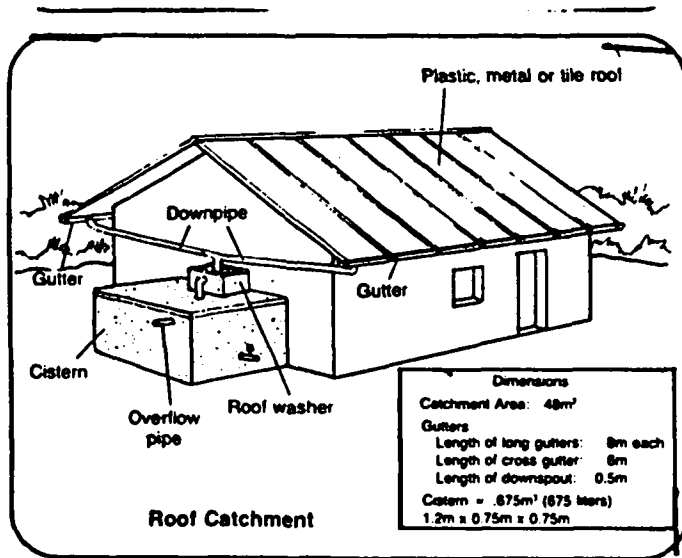 Plastic, metal or tile roof
Downpipe
Gutter
Gutter
Cistern
Overflow
pipe
Roof washer
Roof Catchment
Dimensions
Catchment Area: 48m²
Gutters
Length of long gutters: 8m each
Length of cross gutter: 6m
Length of downspout: 0.5m
Cistern = .675m³ (675 liters)
1.2m x 0.75m x 0.75m